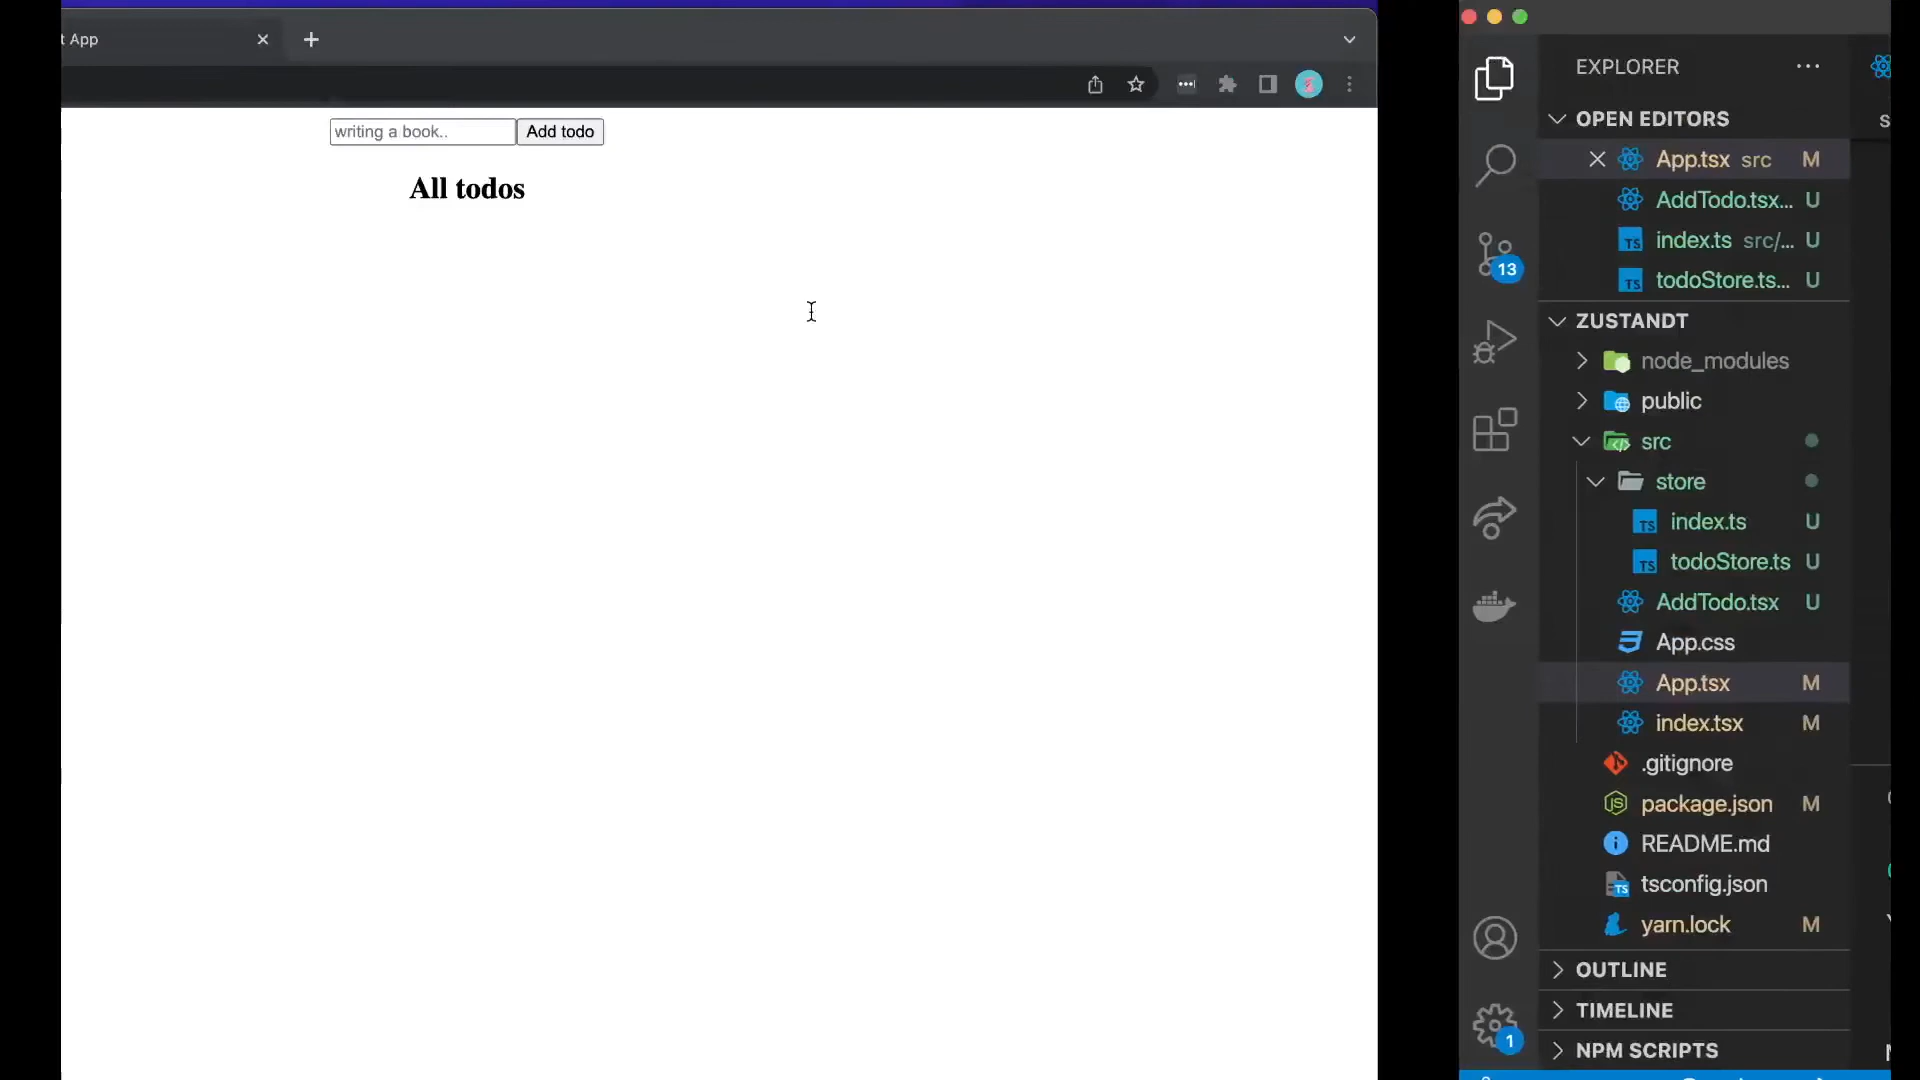 t App
writing a book..
Add todo
All todos
EXPLORER
OPEN EDITORS
App.tsx src M
AddTodo.tsx... U
index.ts src/... U
todoStore.ts... U
ZUSTANDT
node_modules
public
src
store
index.ts U
todoStore.ts U
AddTodo.tsx U
App.css
App.tsx M
index.tsx M
.gitignore
package.json M
README.md
tsconfig.json
yarn.lock M
OUTLINE
TIMELINE
NPM SCRIPTS
13
1
s